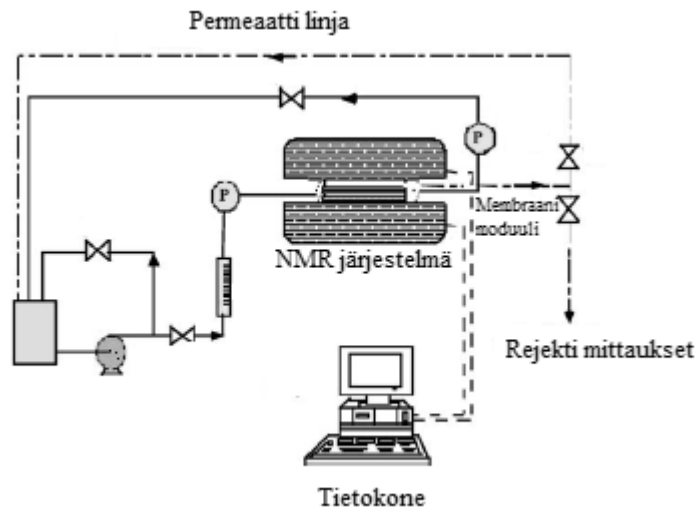 Permeaatti linja
P
P
Membraani
moduuli
NMR järjestelmä
Rejekti mittaukset
Tietokone